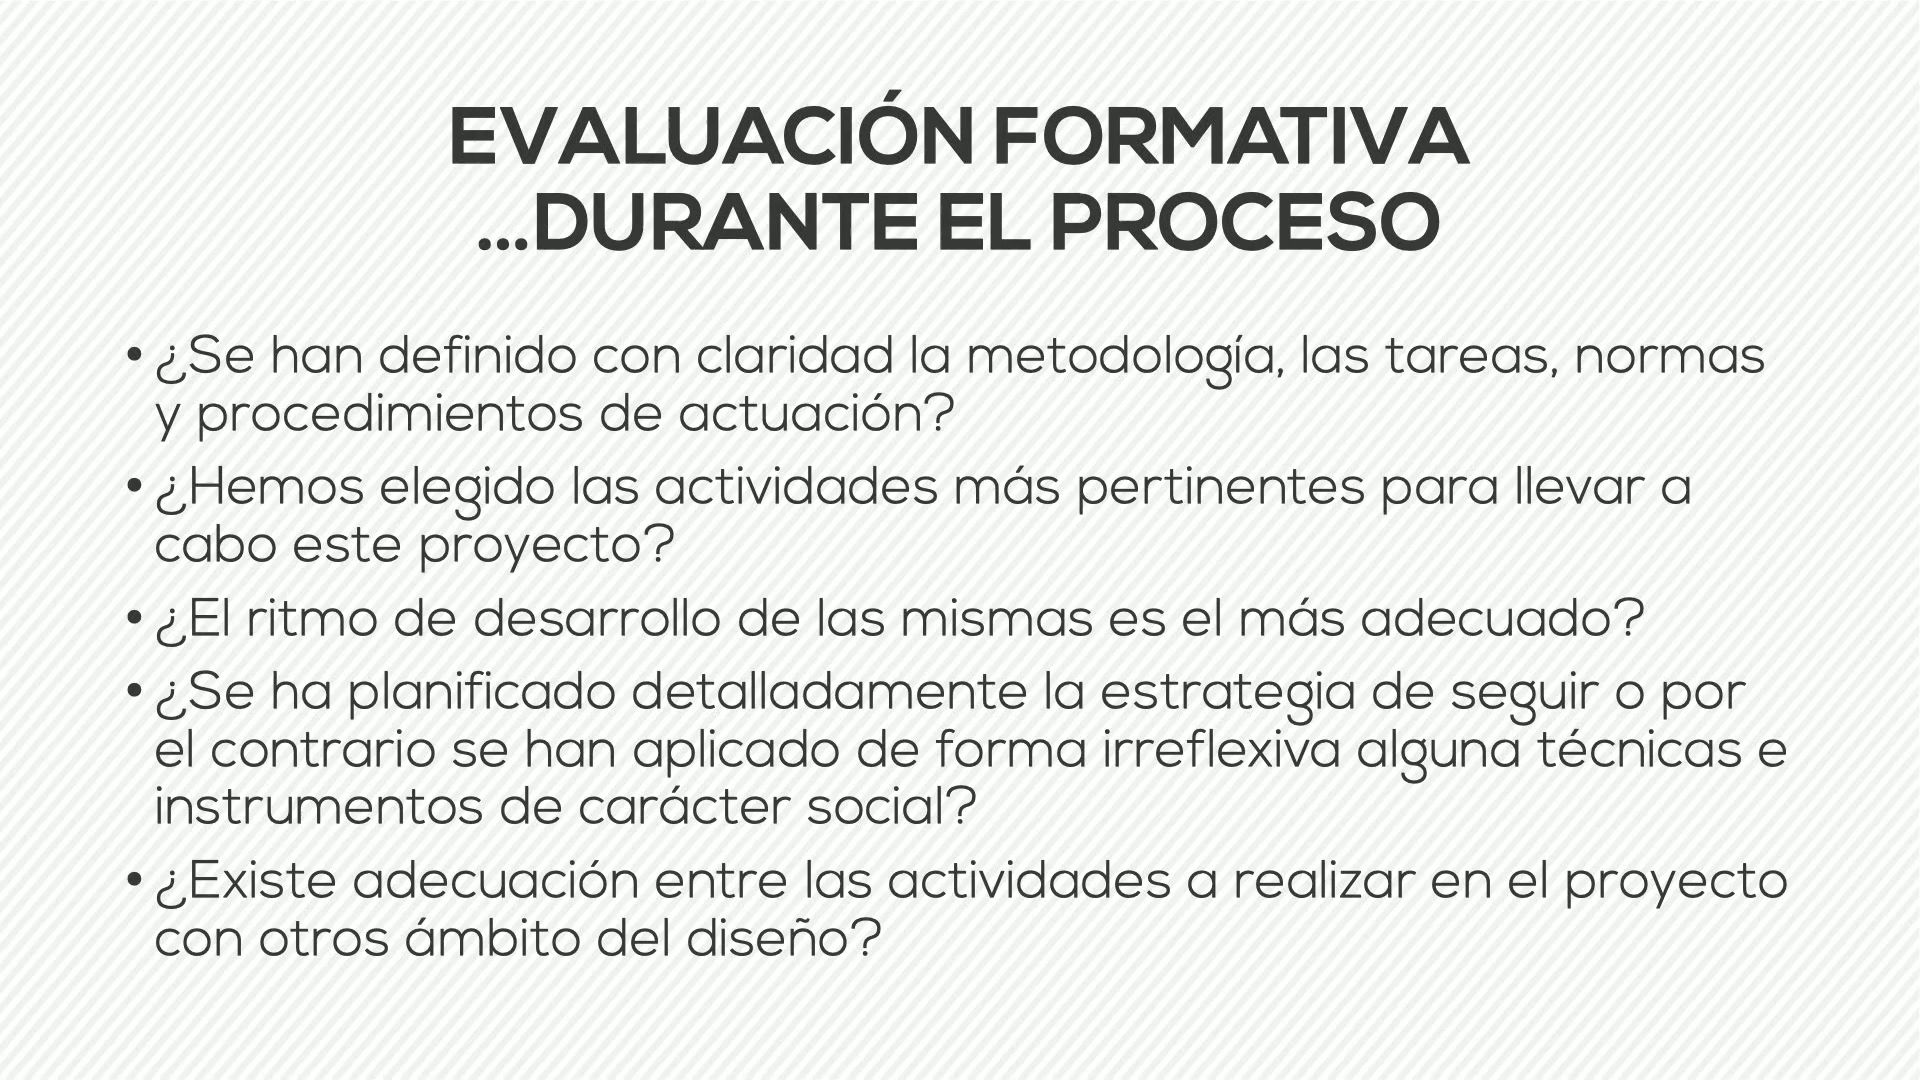 EVALUACIÓN FORMATIVA
...DURANTE EL PROCESO
• ¿Se han definido con claridad la metodología, las tareas, normas
y procedimientos de actuación?
• ¿Hemos elegido las actividades más pertinentes para llevar a
cabo este proyecto?
• ¿El ritmo de desarrollo de las mismas es el más adecuado?
• ¿Se ha planificado detalladamente la estrategia de seguir o por
el contrario se han aplicado de forma irreflexiva alguna técnicas e
instrumentos de carácter social?
• ¿Existe adecuación entre las actividades a realizar en el proyecto
con otros ámbito del diseño?